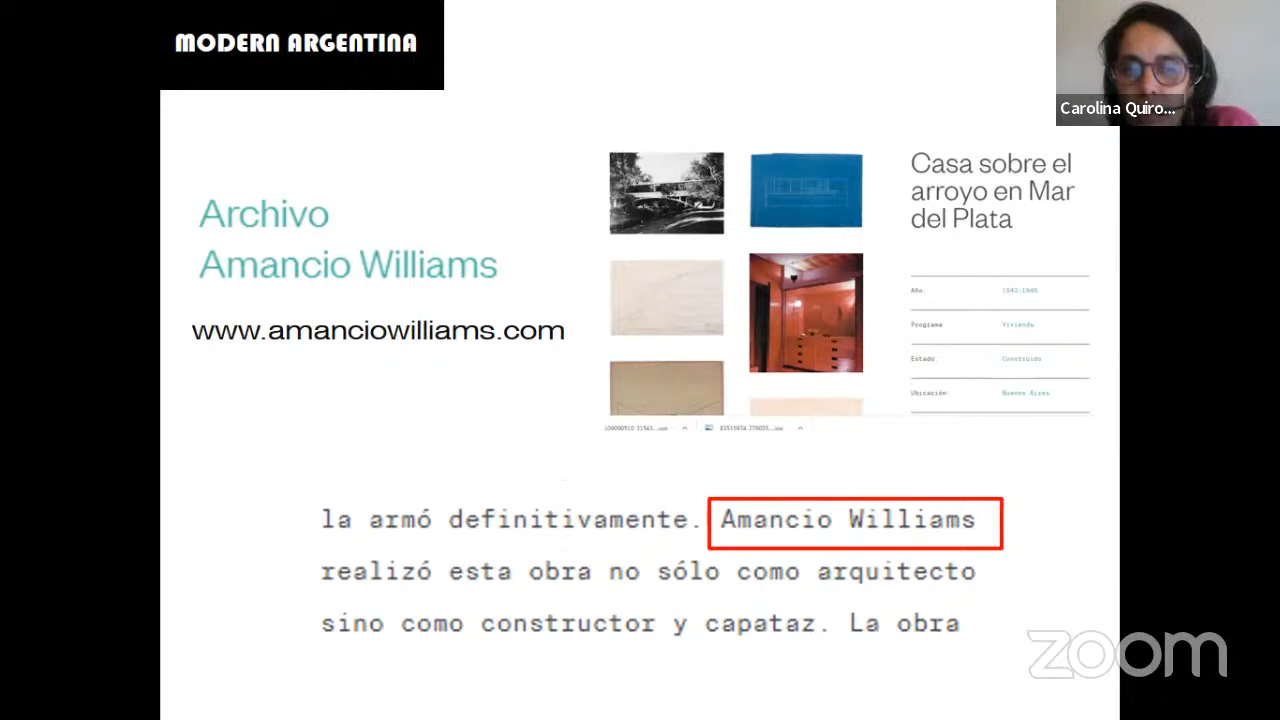 MODERN ARGENTINA
Carolina Quiro...
Archivo
Amancio Williams
www.amanciowilliams.com
Casa sobre el
arroyo en Mar
del Plata
Año: 1943-1945
Programa Vivienda
Estado: Construido
Ubicación: Buenos Aires
la armó definitivamente. Amancio Williams
realizó esta obra no sólo como arquitecto
sino como constructor y capataz. La obra
zoom